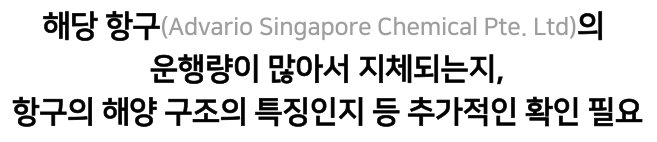 해당 항구(Advario Singapore Chemical Pte. Ltd)의
운행량이 많아서 지체되는지,
항구의 해양 구조의 특징인지 등 추가적인 확인 필요